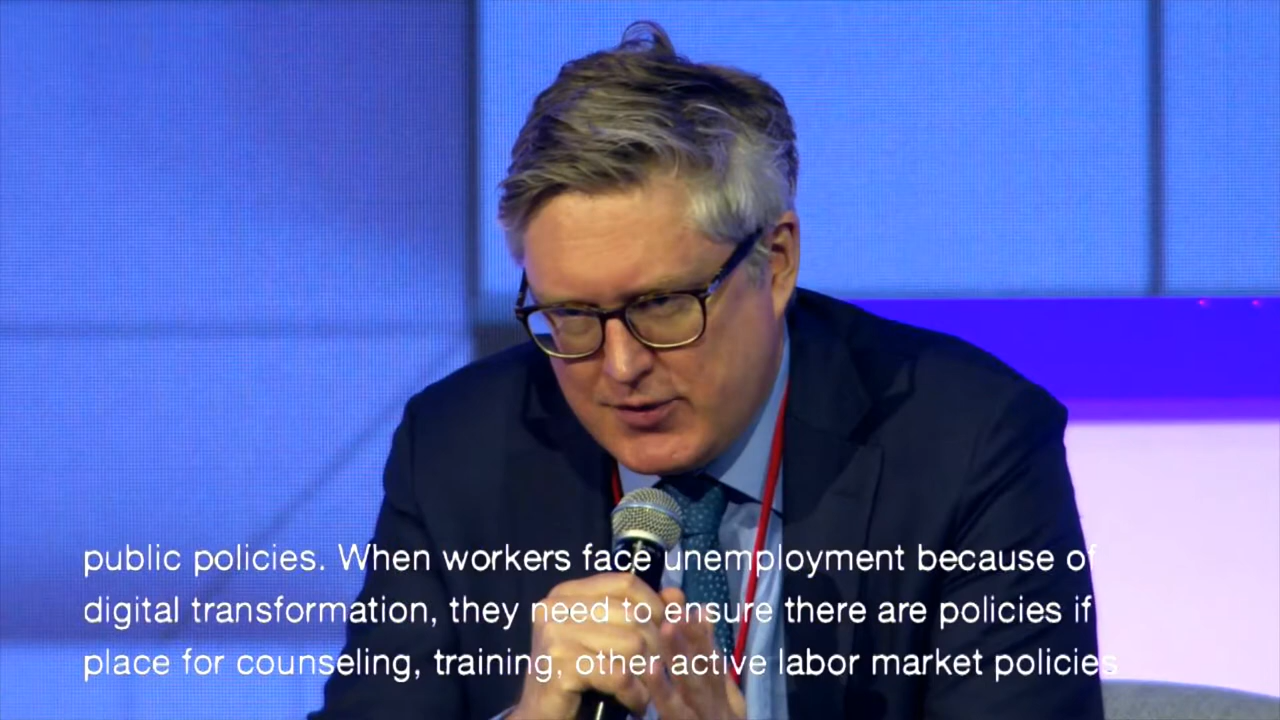 public policies. When workers face unemployment because of
digital transformation, they need to ensure there are policies if
place for counseling, training, other active labor market policies